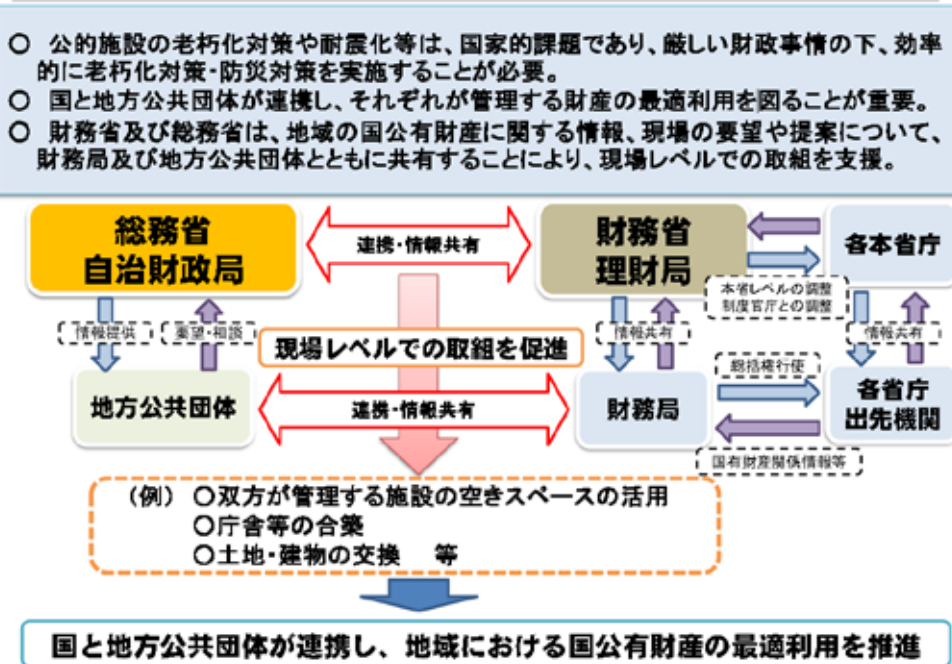 ○ 公的施設の老朽化対策や耐震化等は、国家的課題であり、厳しい財政事情の下、効率
的に老朽化対策・防災対策を実施することが必要。
○ 国と地方公共団体が連携し、それぞれが管理する財産の最適利用を図ることが重要。
○ 財務省及び総務省は、地域の国公有財産に関する情報、現場の要望や提案について、
財務局及び地方公共団体とともに共有することにより、現場レベルでの取組を支援。
総務省
自治財政局
連携・情報共有
財務省
理財局
各本省庁
本省レベルの調整
制度官庁との調整
情報提供
要望・相談
情報共有
情報共有
現場レベルでの取組を促進
総括権行使
地方公共団体
連携・情報共有
財務局
各省庁
出先機関
国有財産関係情報等
(例) ○双方が管理する施設の空きスペースの活用
○庁舎等の合築
○土地・建物の交換 等
国と地方公共団体が連携し、地域における国公有財産の最適利用を推進